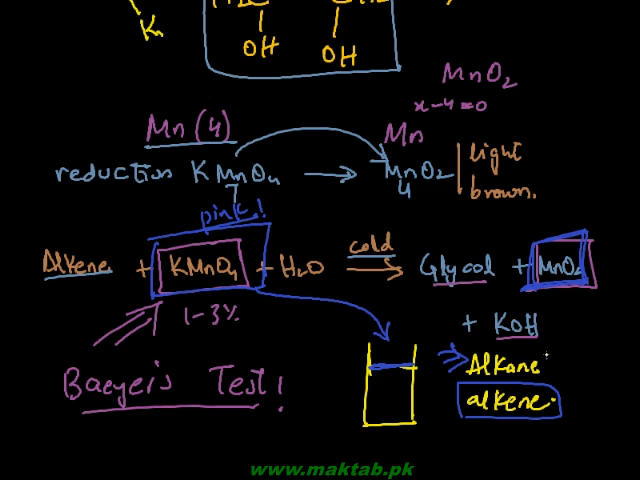 OH OH
Kn
MnO2
x-4=0
Mn(4) Mn
reduction KMnO4 → MnO2 light
7 4 brown.
pink!
Alkene + KMnO4 + H2O cold → Glycol + MnO2
1-3% + KOH
Baeyer's Test!
Alkane
alkene
www.maktab.pk